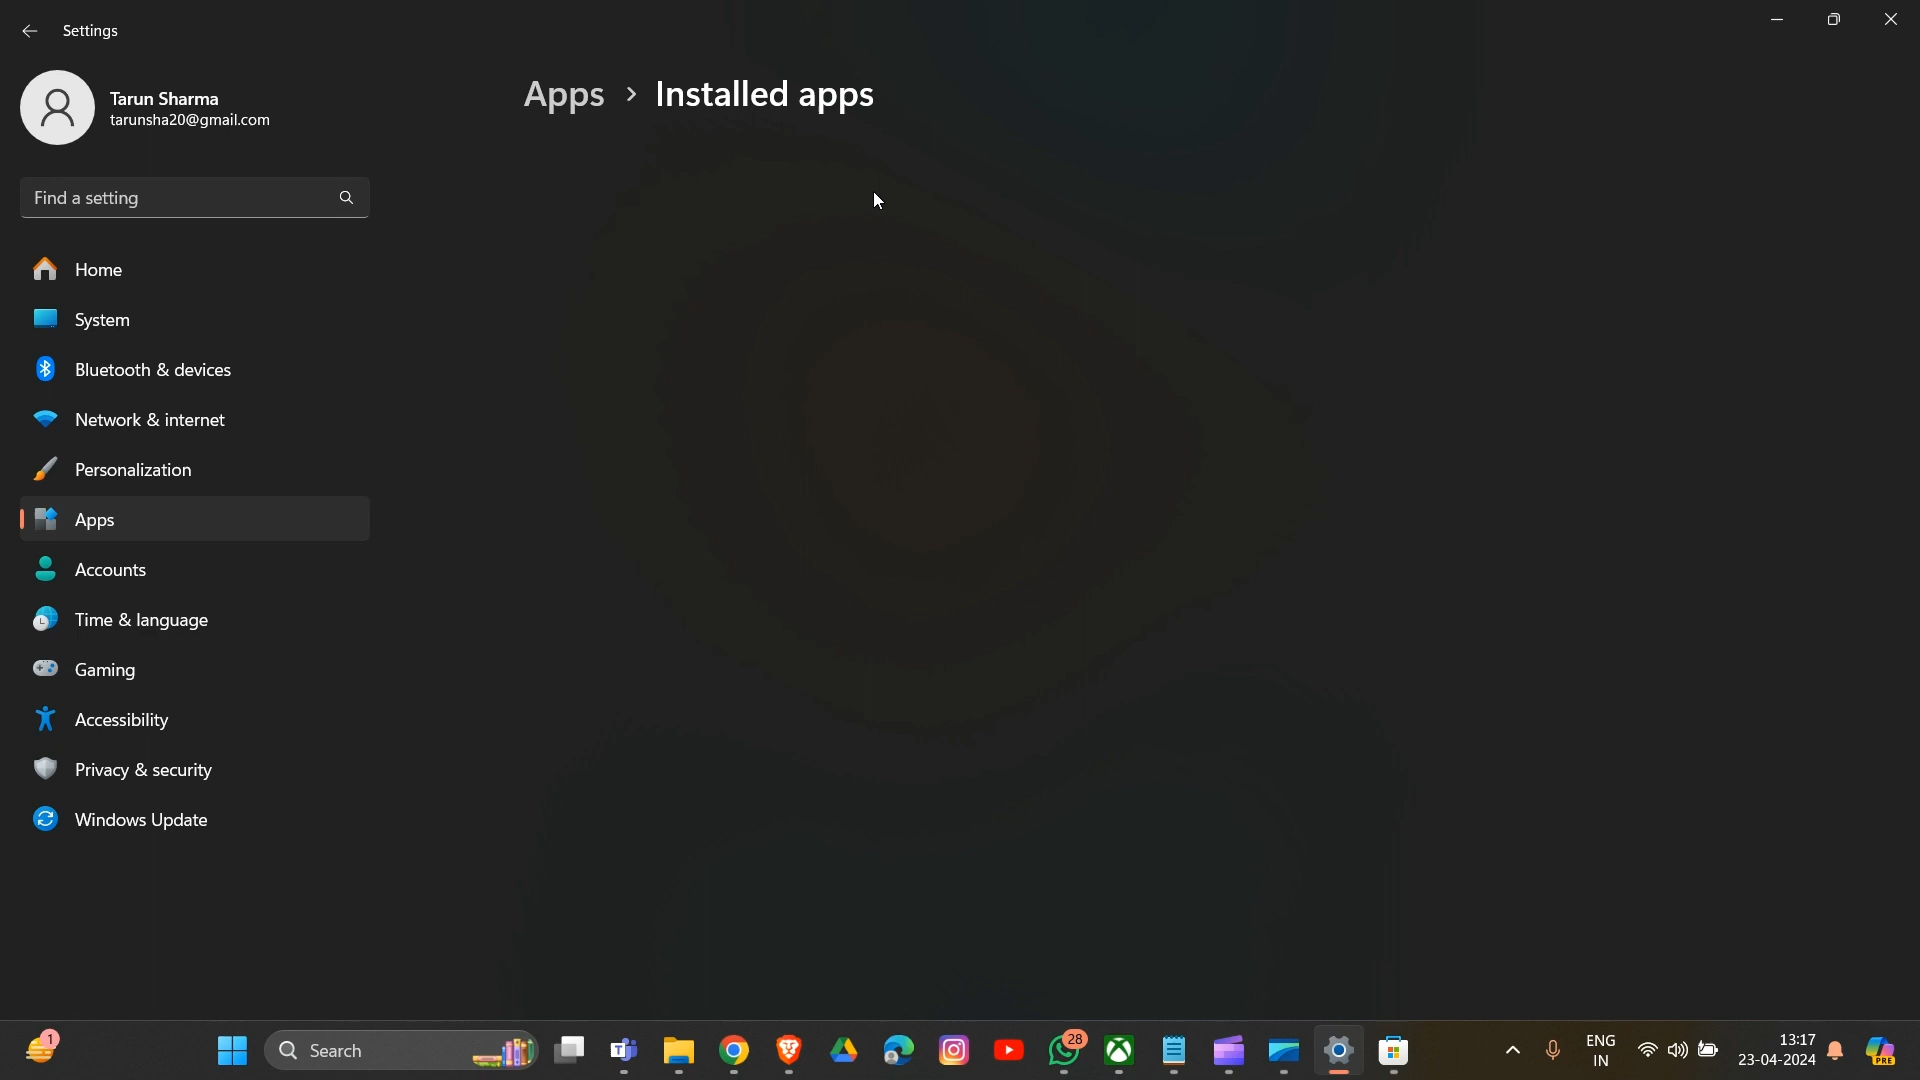 Settings
Tarun Sharma
tarunsha20@gmail.com
Apps > Installed apps
Find a setting
Home
System
Bluetooth & devices
Network & internet
Personalization
Apps
Accounts
Time & language
Gaming
Accessibility
Privacy & security
Windows Update
1
Search
28
ENG
IN
13:17
23-04-2024
PRE